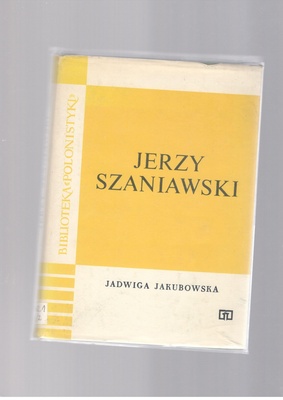 BIBLIOTEKA «POLONISTYKI»
JERZY
SZANIAWSKI
JADWIGA JAKUBOWSKA